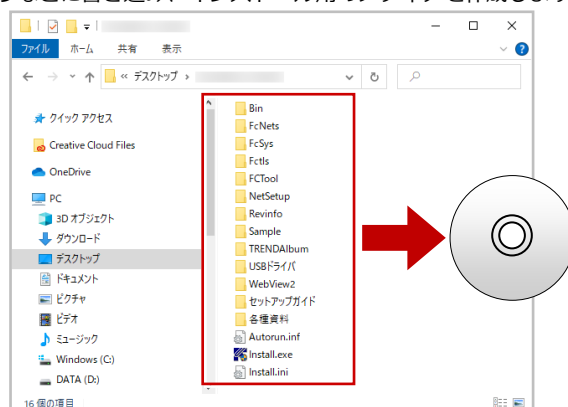 ファイル ホーム 共有 表示
« デスクトップ ›
クイック アクセス
Creative Cloud Files
OneDrive
PC
3D オブジェクト
ダウンロード
デスクトップ
ドキュメント
ピクチャ
ビデオ
ミュージック
Windows (C:)
DATA (D:)
Bin
FcNets
FcSys
Fctls
FCTool
NetSetup
Revinfo
Sample
TRENDAlbum
USBドライバ
WebView2
セットアップガイド
各種資料
Autorun.inf
Install.exe
Install.ini
16 個の項目